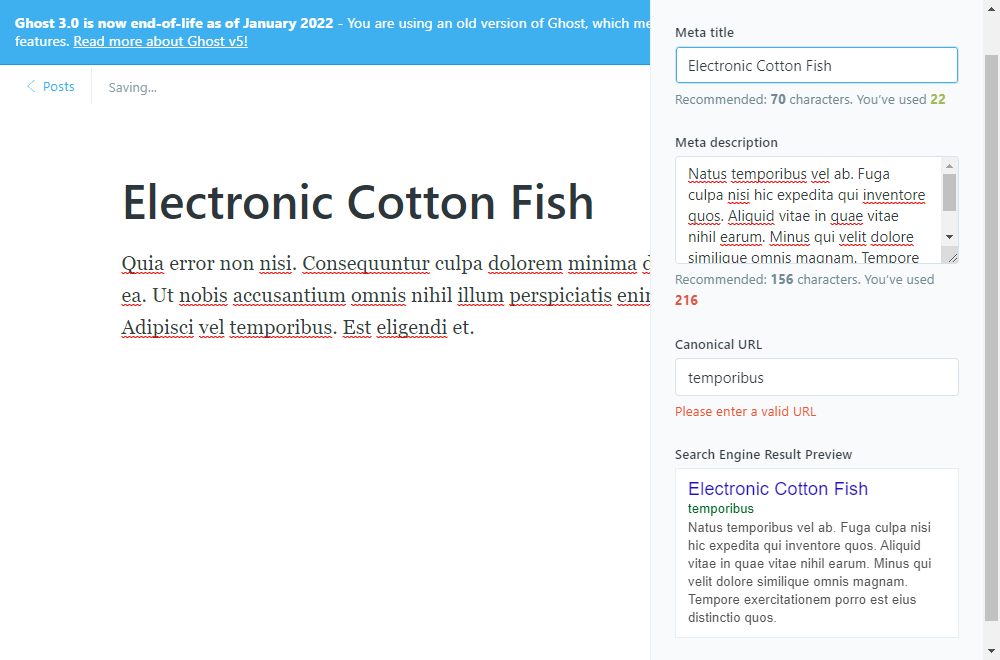 Ghost 3.0 is now end-of-life as of January 2022 - You are using an old version of Ghost, which me
features. Read more about Ghost v5!
Posts
Saving...
Electronic Cotton Fish
Quia error non nisi. Consequuntur culpa dolorem minima d
ea. Ut nobis accusantium omnis nihil illum perspiciatis enim
Adipisci vel temporibus. Est eligendi et.
Meta title
Electronic Cotton Fish
Recommended: 70 characters. You’ve used 22
Meta description
Natus temporibus vel ab. Fuga
culpa nisi hic expedita qui inventore
quos. Aliquid vitae in quae vitae
nihil earum. Minus qui velit dolore
similique omnis magnam. Tempore
Recommended: 156 characters. You’ve used
216
Canonical URL
temporibus
Please enter a valid URL
Search Engine Result Preview
Electronic Cotton Fish
temporibus
Natus temporibus vel ab. Fuga culpa nisi
hic expedita qui inventore quos. Aliquid
vitae in quae vitae nihil earum. Minus qui
velit dolore similique omnis magnam.
Tempore exercitationem porro est eius
distinctio quos.